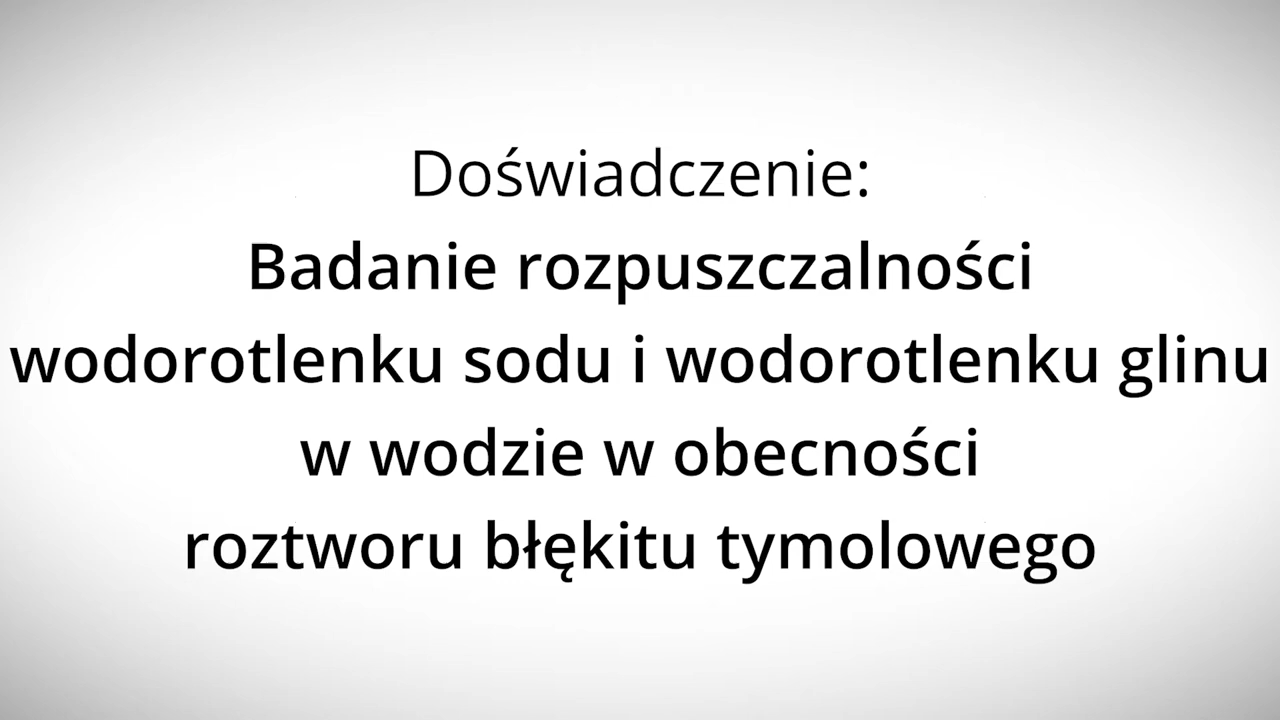 Doświadczenie:
Badanie rozpuszczalności
wodorotlenku sodu i wodorotlenku glinu
w wodzie w obecności
roztworu błękitu tymolowego